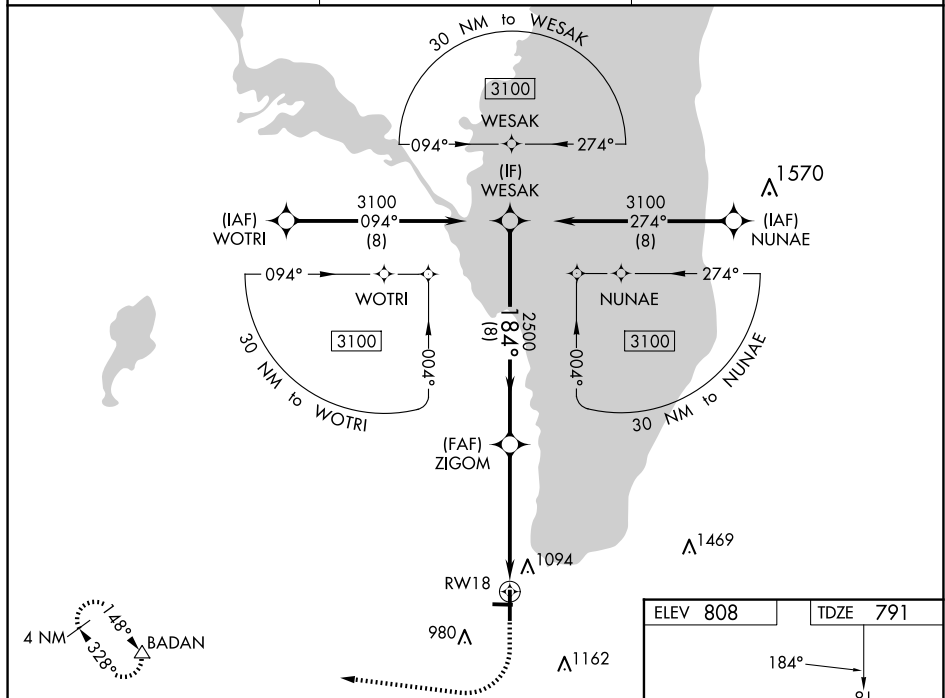 30 NM to WESAK
3100
WESAK
094°
274°
(IF)
WESAK
1570
3100
094°
(8)
3100
274°
(8)
(IAF)
WOTRI
(IAF)
NUNAE
094°
WOTRI
NUNAE
274°
3100
004°
30 NM to WOTRI
2500
184°
(8)
3100
004°
30 NM to NUNAE
(FAF)
ZIGOM
1469
1094
RW18
ELEV 808
TDZE 791
980
1162
184°
4 NM
148°
328°
BADAN